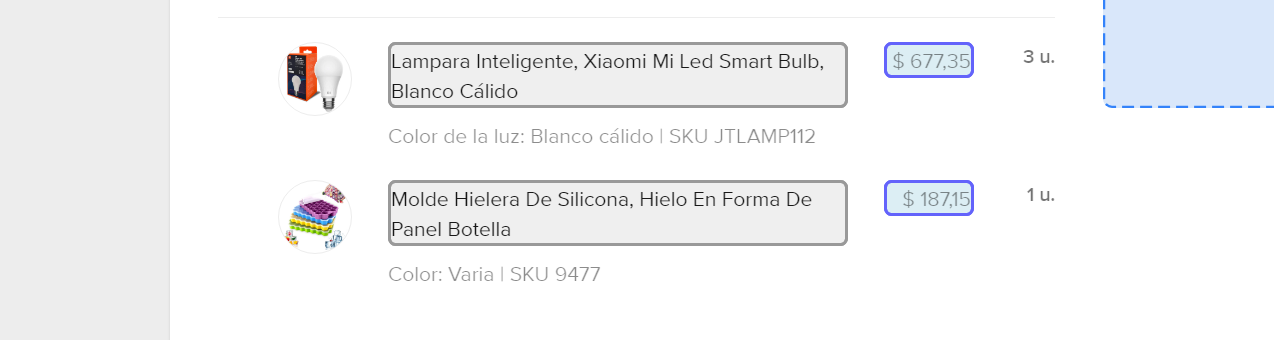 Lampara Inteligente, Xiaomi Mi Led Smart Bulb,
Blanco Cálido
$ 677,35
3 u.
Color de la luz: Blanco cálido | SKU JTLAMP112
Molde Hielera De Silicona, Hielo En Forma De
Panel Botella
$ 187,15
1 u.
Color: Varia | SKU 9477